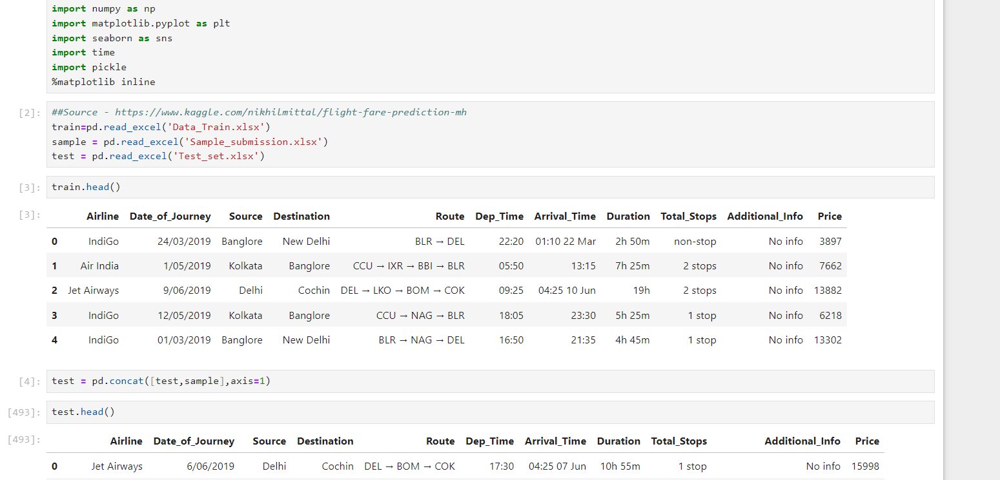 import numpy as np
import matplotlib.pyplot as plt
import seaborn as sns
import time
import pickle
%matplotlib inline
[2]: ##Source - https://www.kaggle.com/nikhilmittal/flight-fare-prediction-mh
train=pd.read_excel('Data_Train.xlsx')
sample = pd.read_excel('Sample_submission.xlsx')
test = pd.read_excel('Test_set.xlsx')
[3]: train.head()
[3]: Airline Date_of_Journey Source Destination Route Dep_Time Arrival_Time Duration Total_Stops Additional_Info Price
0 IndiGo 24/03/2019 Banglore New Delhi BLR → DEL 22:20 01:10 22 Mar 2h 50m non-stop No info 3897
1 Air India 1/05/2019 Kolkata Banglore CCU → IXR → BBI → BLR 05:50 13:15 7h 25m 2 stops No info 7662
2 Jet Airways 9/06/2019 Delhi Cochin DEL → LKO → BOM → COK 09:25 04:25 10 Jun 19h 2 stops No info 13882
3 IndiGo 12/05/2019 Kolkata Banglore CCU → NAG → BLR 18:05 23:30 5h 25m 1 stop No info 6218
4 IndiGo 01/03/2019 Banglore New Delhi BLR → NAG → DEL 16:50 21:35 4h 45m 1 stop No info 13302
[4]: test = pd.concat([test,sample],axis=1)
[493]: test.head()
[493]: Airline Date_of_Journey Source Destination Route Dep_Time Arrival_Time Duration Total_Stops Additional_Info Price
0 Jet Airways 6/06/2019 Delhi Cochin DEL → BOM → COK 17:30 04:25 07 Jun 10h 55m 1 stop No info 15998